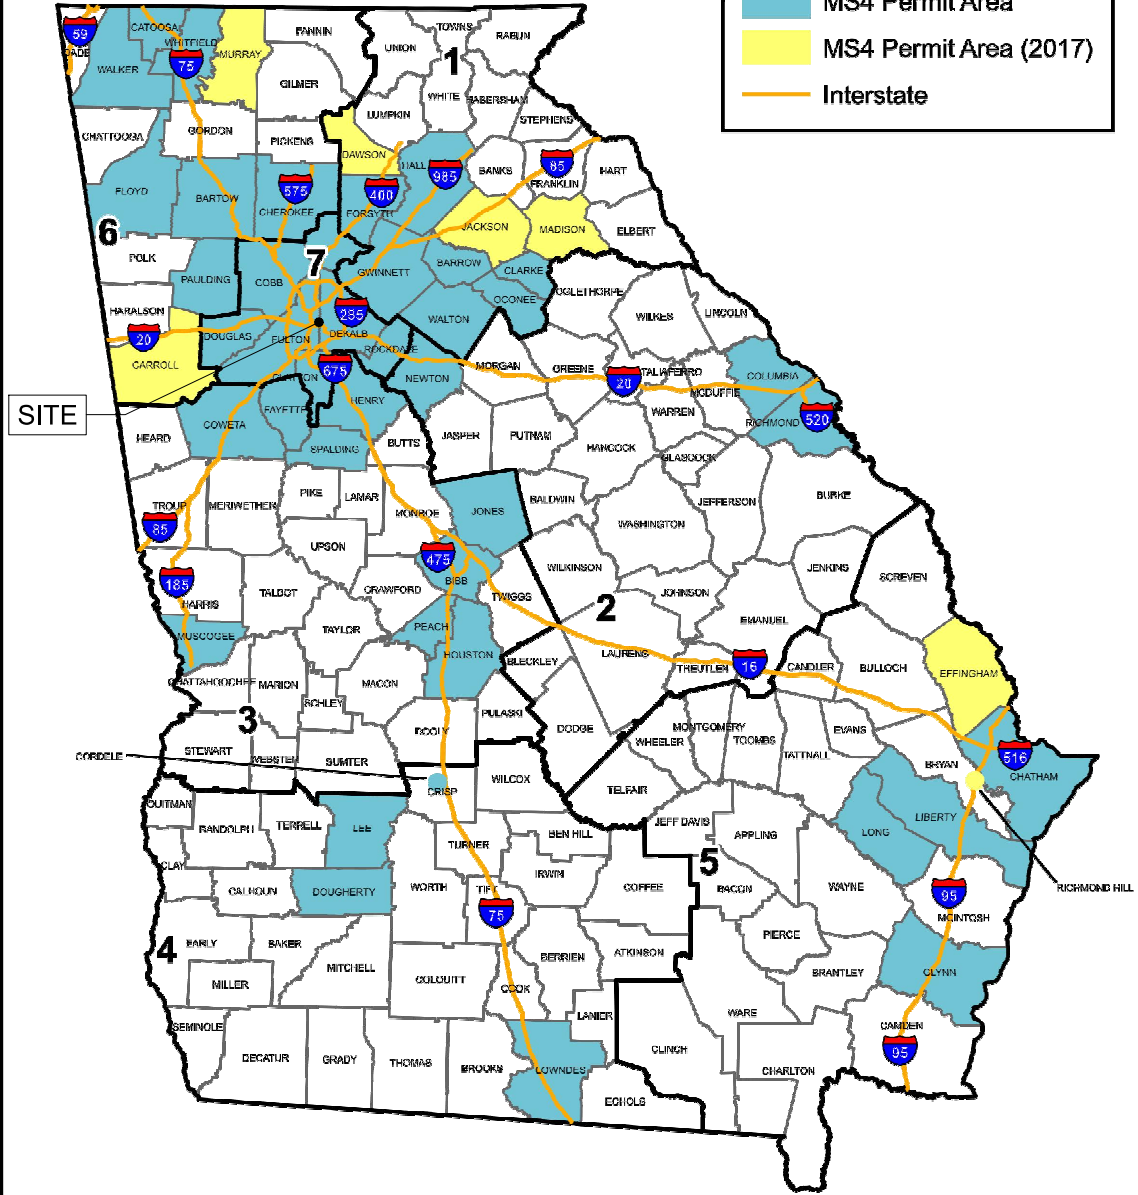 MS4 Permit Area
MS4 Permit Area (2017)
Interstate
59
CATOOSA
FANNIN
TOWNS
RABUN
UNION
WHITFIELD
MURRAY
1
WALKER
75
GILMER
WHITE
HABERSHAM
LUMPKIN
STEPHENS
CHATTOOGA
GORDON
PICKENS
DAWSON
HALL
985
BANKS
85
FRANKLIN
HART
FLOYD
BARTOW
575
CHEROKEE
400
FORSYTH
JACKSON
MADISON
ELBERT
6
POLK
7
GWINNETT
BARROW
CLARKE
PAULDING
COBB
OCONEE
OGLETHORPE
WILKES
LINCOLN
HARALSON
285
WALTON
20
DOUGLAS
FULTON
DEKALB
ROCKDALE
CARROLL
675
CLAYTON
NEWTON
MORGAN
GREENE
20
TALIAFERRO
COLUMBIA
MCDUFFIE
SITE
HENRY
FAYETTE
WARREN
RICHMOND
520
COWETA
HEARD
BUTTS
JASPER
PUTNAM
HANCOCK
GLASCOCK
SPALDING
TROUP
MERIWETHER
PIKE
LAMAR
MONROE
JONES
BALDWIN
JEFFERSON
BURKE
85
UPSON
WASHINGTON
475
BIBB
WILKINSON
JENKINS
SCREVEN
185
HARRIS
TALBOT
CRAWFORD
TWIGGS
JOHNSON
2
EMANUEL
MUSCOGEE
TAYLOR
PEACH
HOUSTON
LAURENS
BLECKLEY
TREUTLEN
16
CANDLER
BULLOCH
EFFINGHAM
CHATTAHOOCHEE
MARION
MACON
SCHLEY
3
DOOLY
PULASKI
DODGE
MONTGOMERY
WHEELER
TOOMBS
EVANS
TATTNALL
STEWART
WEBSTER
SUMTER
CORDELE
BRYAN
516
CHATHAM
CRISP
WILCOX
TELFAIR
QUITMAN
RANDOLPH
TERRELL
LEE
JEFF DAVIS
APPLING
LONG
LIBERTY
BEN HILL
TURNER
5
CLAY
IRWIN
CALHOUN
DOUGHERTY
WORTH
TIFT
COFFEE
BACON
WAYNE
RICHMOND HILL
95
75
MCINTOSH
4
EARLY
BAKER
PIERCE
MITCHELL
BERRIEN
ATKINSON
BRANTLEY
GLYNN
MILLER
COLQUITT
COOK
WARE
LANIER
SEMINOLE
CAMDEN
DECATUR
GRADY
THOMAS
BROOKS
LOWNDES
CLINCH
95
CHARLTON
ECHOLS